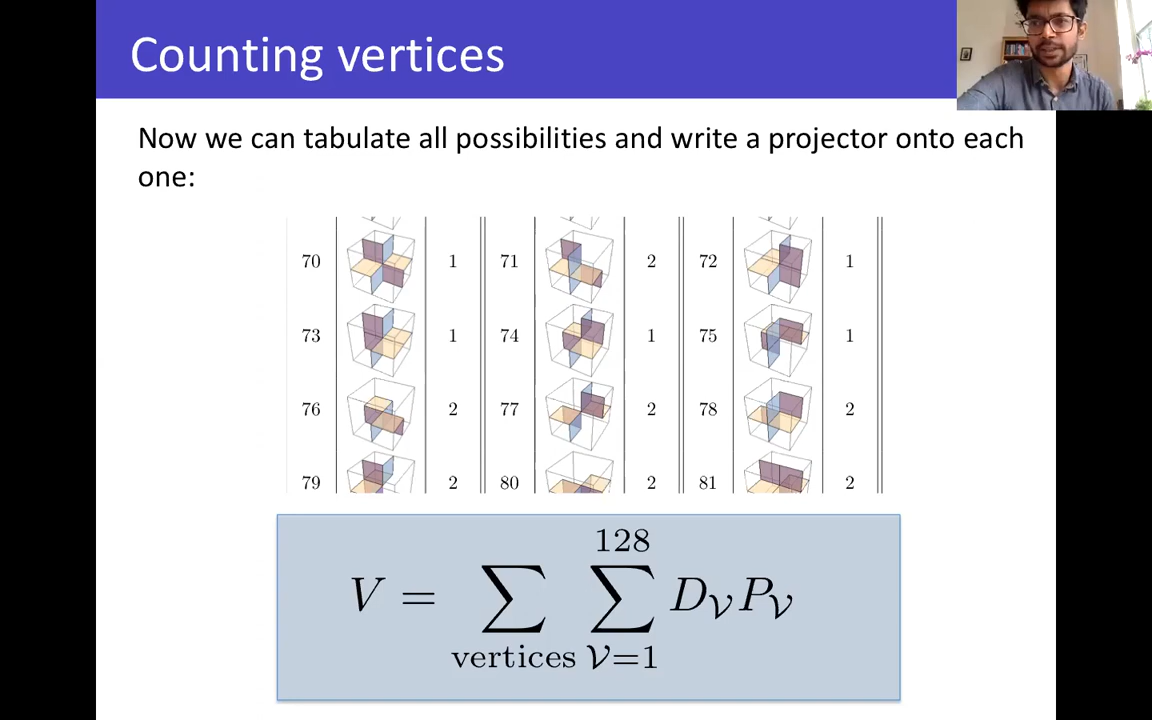 Counting vertices
Now we can tabulate all possibilities and write a projector onto each
one:
70 1 71 2 72 1
73 1 74 1 75 1
76 2 77 2 78 2
79 2 80 2 81 2
128
V = ∑ ∑ D𝒱 P𝒱
vertices 𝒱=1